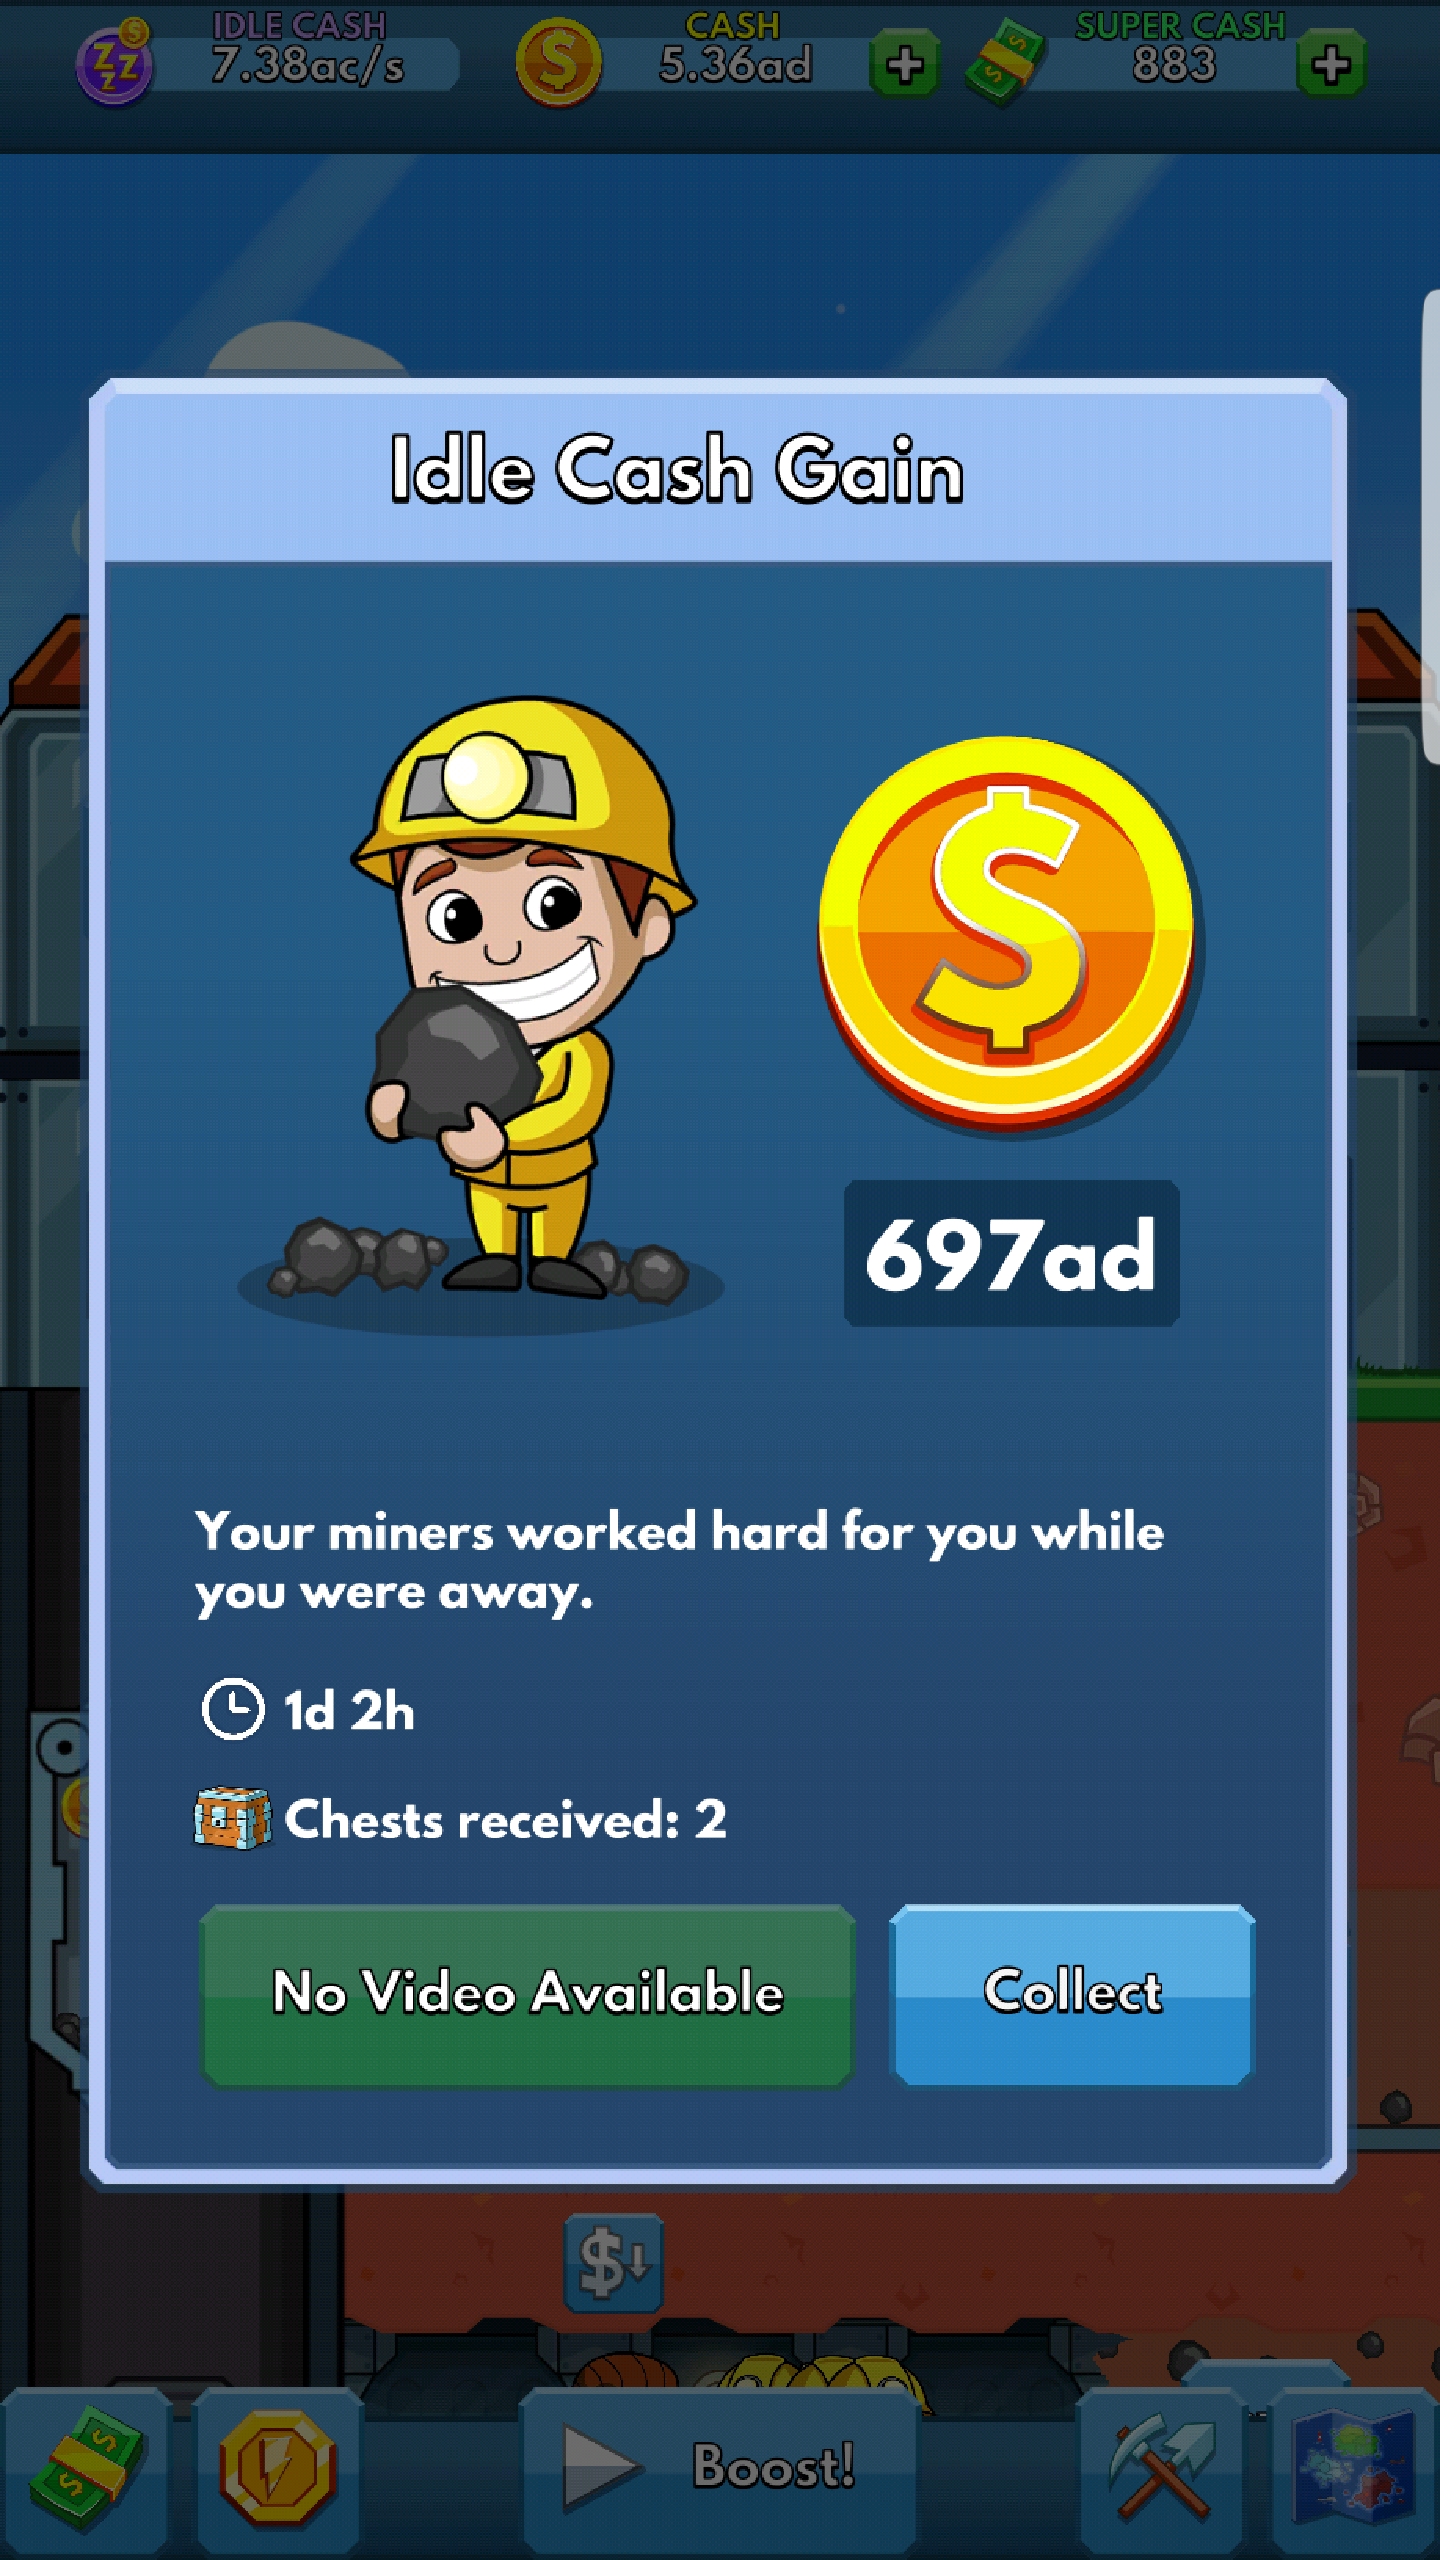 IDLE CASH
7.38ac/s
CASH
5.36ad
SUPER CASH
883
Idle Cash Gain
697ad
Your miners worked hard for you while
you were away.
1d 2h
Chests received: 2
No Video Available
Collect
Boost!